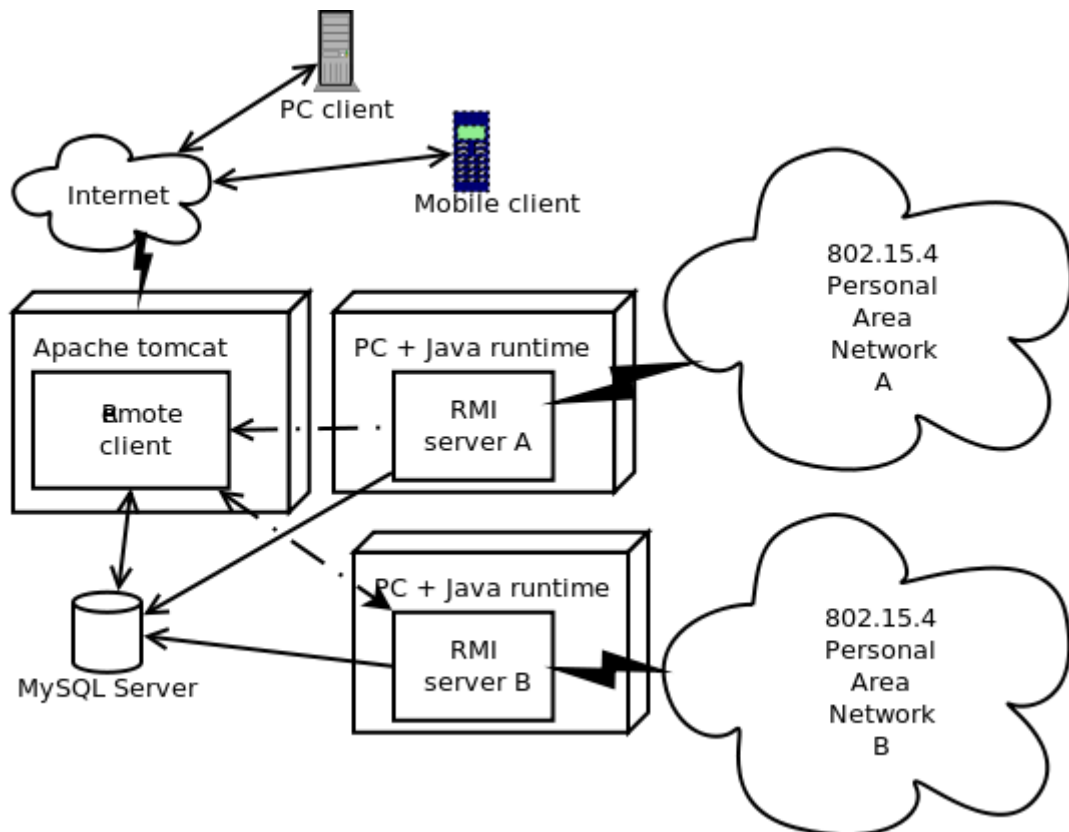 PC client
Internet
Mobile client
802.15.4
Personal
Area
Network
A
Apache tomcat
PC + Java runtime
Remote
client
RMI
server A
PC + Java runtime
RMI
server B
MySQL Server
802.15.4
Personal
Area
Network
B